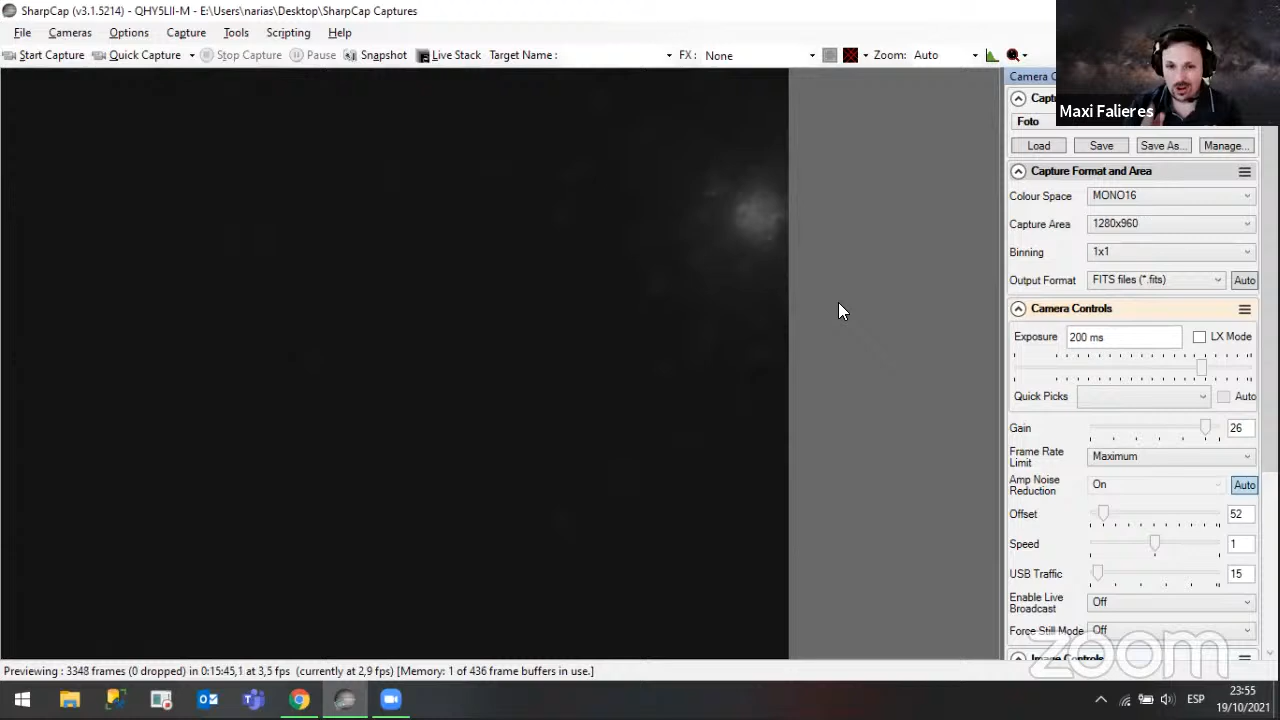 SharpCap (v3.1.5214) - QHY5LII-M - E:\Users\narias\Desktop\SharpCap Captures
File Cameras Options Capture Tools Scripting Help
Start Capture Quick Capture Stop Capture Pause Snapshot Live Stack Target Name : FX : None Zoom: Auto
Maxi Falieres
Camera C
Capt
Foto
Load Save Save As... Manage...
Capture Format and Area
Colour Space MONO16
Capture Area 1280x960
Binning 1x1
Output Format FITS files (*.fits) Auto
Camera Controls
Exposure 200 ms LX Mode
Quick Picks Auto
Gain 26
Frame Rate Limit Maximum
Amp Noise Reduction On Auto
Offset 52
Speed 1
USB Traffic 15
Enable Live Broadcast Off
Force Still Mode Off
Image Controls
zoom
Previewing : 3348 frames (0 dropped) in 0:15:45,1 at 3,5 fps (currently at 2,9 fps) [Memory: 1 of 436 frame buffers in use.]
ESP
23:55
19/10/2021